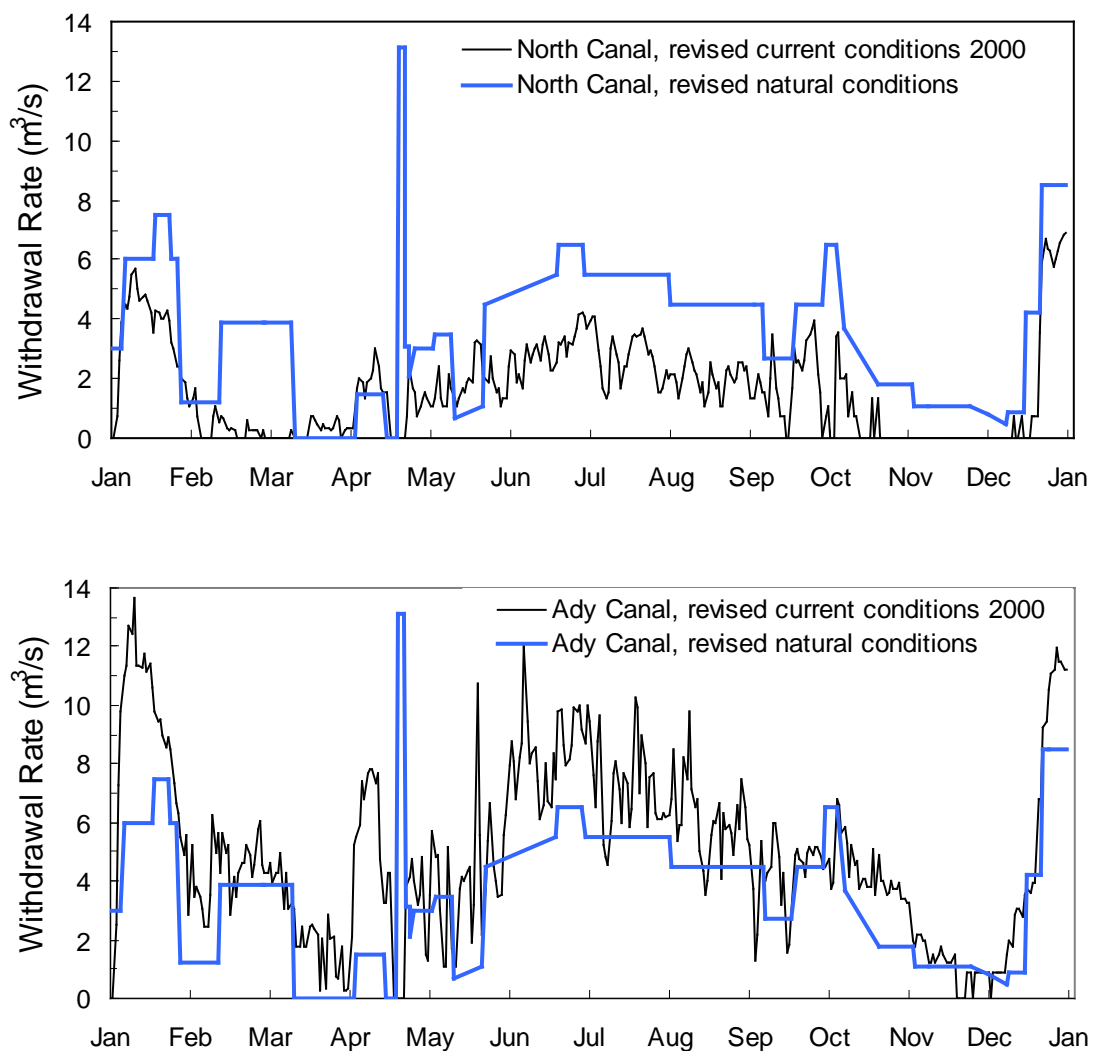 14
North Canal, revised current conditions 2000
12
North Canal, revised natural conditions
10
8
6
4
2
0
Withdrawal Rate (m³/s)
Jan Feb Mar Apr May Jun Jul Aug Sep Oct Nov Dec Jan
14
Ady Canal, revised current conditions 2000
12
Ady Canal, revised natural conditions
10
8
6
4
2
0
Withdrawal Rate (m³/s)
Jan Feb Mar Apr May Jun Jul Aug Sep Oct Nov Dec Jan